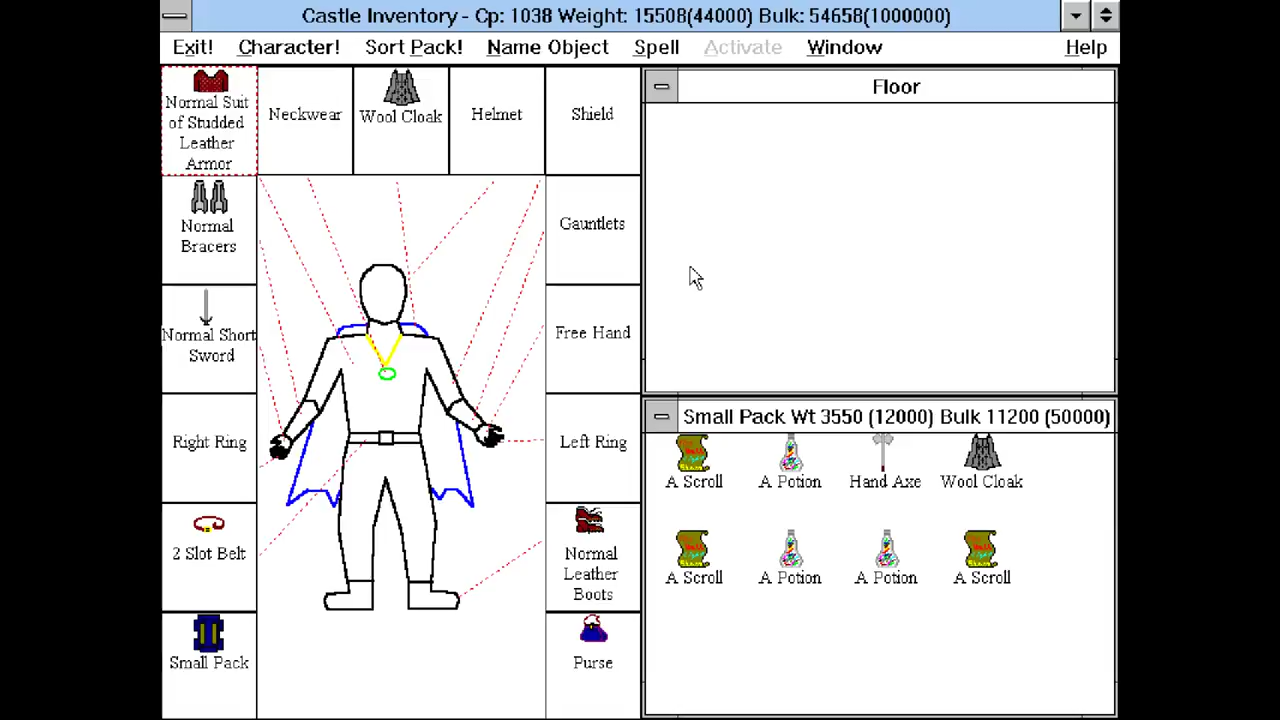 Castle Inventory - Cp: 1038 Weight: 15508(44000) Bulk: 54658(1000000)
Exit! Character! Sort Pack! Name Object Spell Activate Window Help
Normal Suit
of Studded
Leather
Armor
Neckwear
Wool Cloak
Helmet
Shield
Floor
Normal
Bracers
Gauntlets
Normal Short
Sword
Free Hand
Right Ring
Left Ring
2 Slot Belt
Normal
Leather
Boots
Small Pack
Purse
Small Pack Wt 3550 (12000) Bulk 11200 (50000)
A Scroll A Potion Hand Axe Wool Cloak
A Scroll A Potion A Potion A Scroll